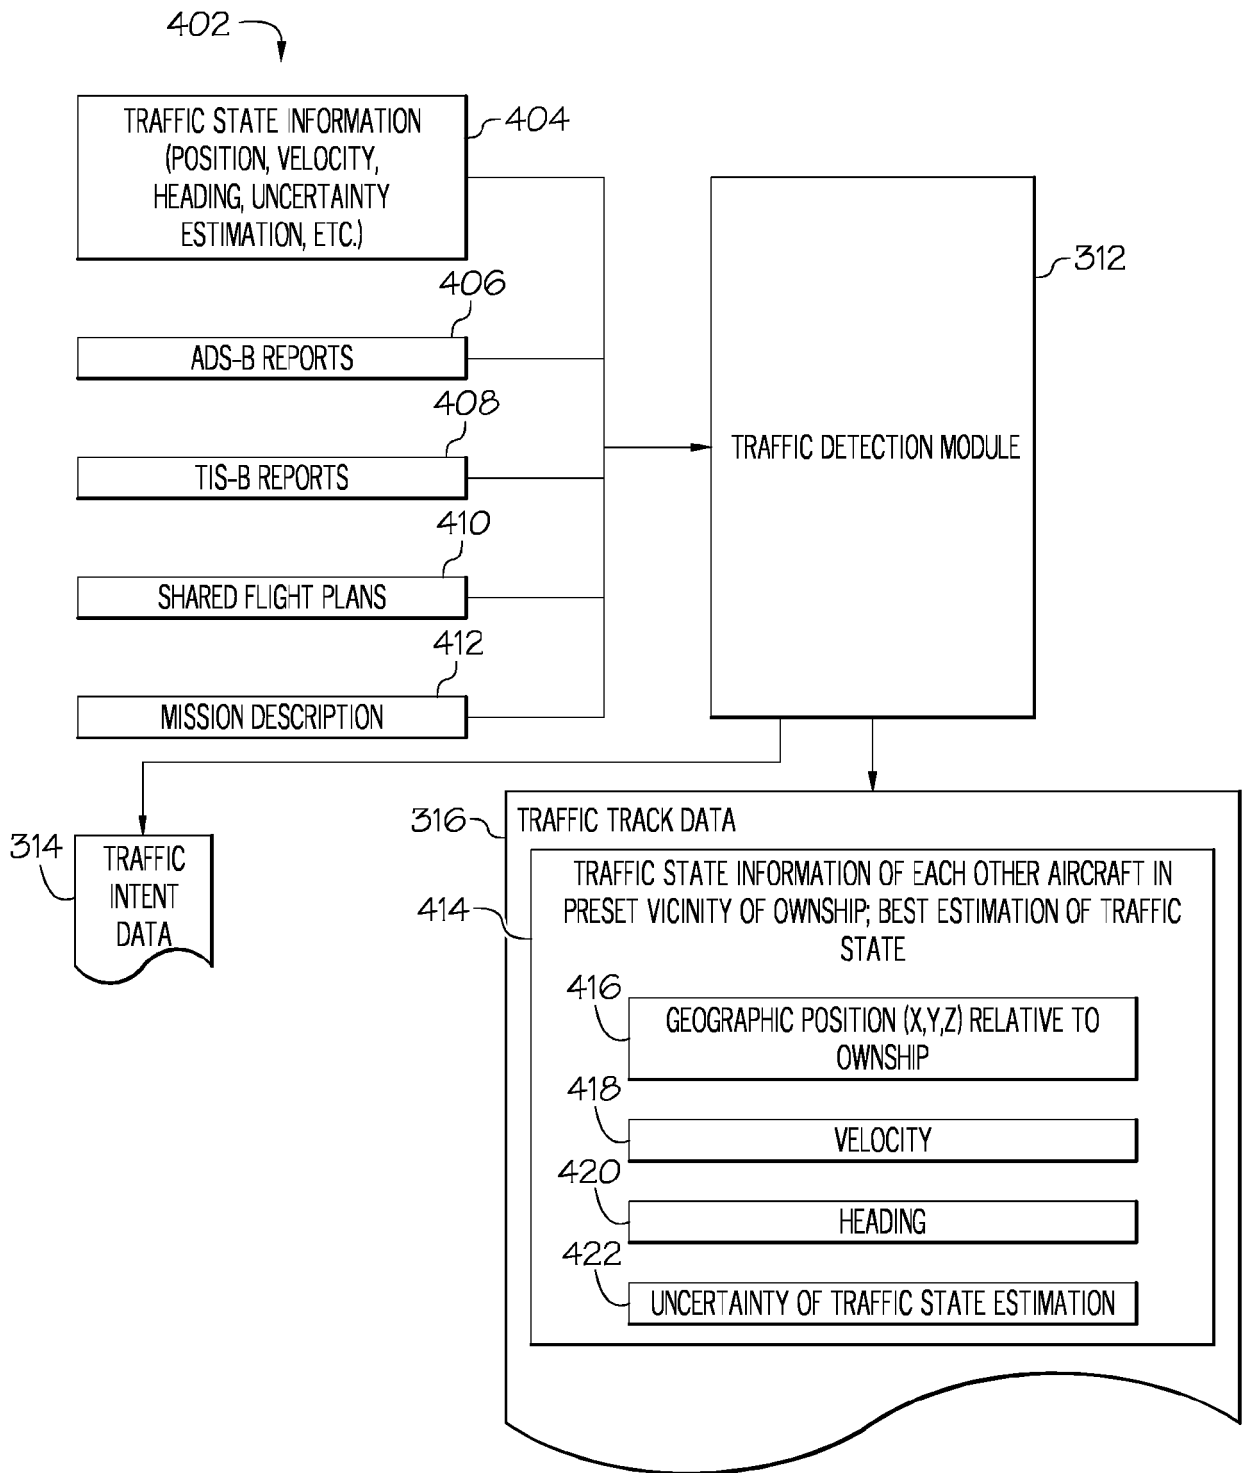 402
TRAFFIC STATE INFORMATION
(POSITION, VELOCITY,
HEADING, UNCERTAINTY
ESTIMATION, ETC.)
404
312
406
ADS-B REPORTS
408
TIS-B REPORTS
TRAFFIC DETECTION MODULE
410
SHARED FLIGHT PLANS
412
MISSION DESCRIPTION
314
TRAFFIC
INTENT
DATA
316
TRAFFIC TRACK DATA
414
TRAFFIC STATE INFORMATION OF EACH OTHER AIRCRAFT IN
PRESET VICINITY OF OWNSHIP; BEST ESTIMATION OF TRAFFIC
STATE
416
GEOGRAPHIC POSITION (X,Y,Z) RELATIVE TO
OWNSHIP
418
VELOCITY
420
HEADING
422
UNCERTAINTY OF TRAFFIC STATE ESTIMATION